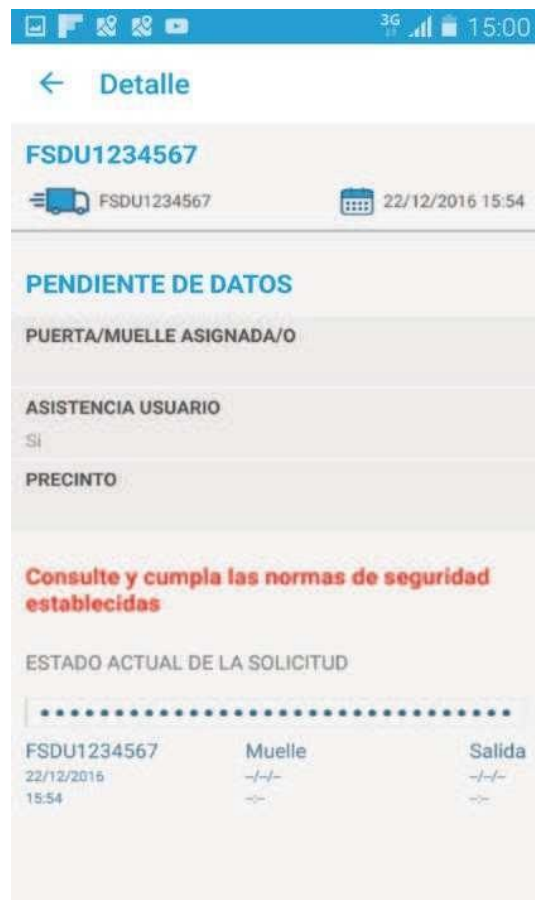 3G 15:00
Detalle
FSDU1234567
FSDU1234567 22/12/2016 15:54
PENDIENTE DE DATOS
PUERTA/MUELLE ASIGNADA/O
ASISTENCIA USUARIO
Si
PRECINTO
Consulte y cumpla las normas de seguridad
establecidas
ESTADO ACTUAL DE LA SOLICITUD
FSDU1234567 Muelle Salida
22/12/2016 --/--/-- --/--/--
15:54 --:-- --:--